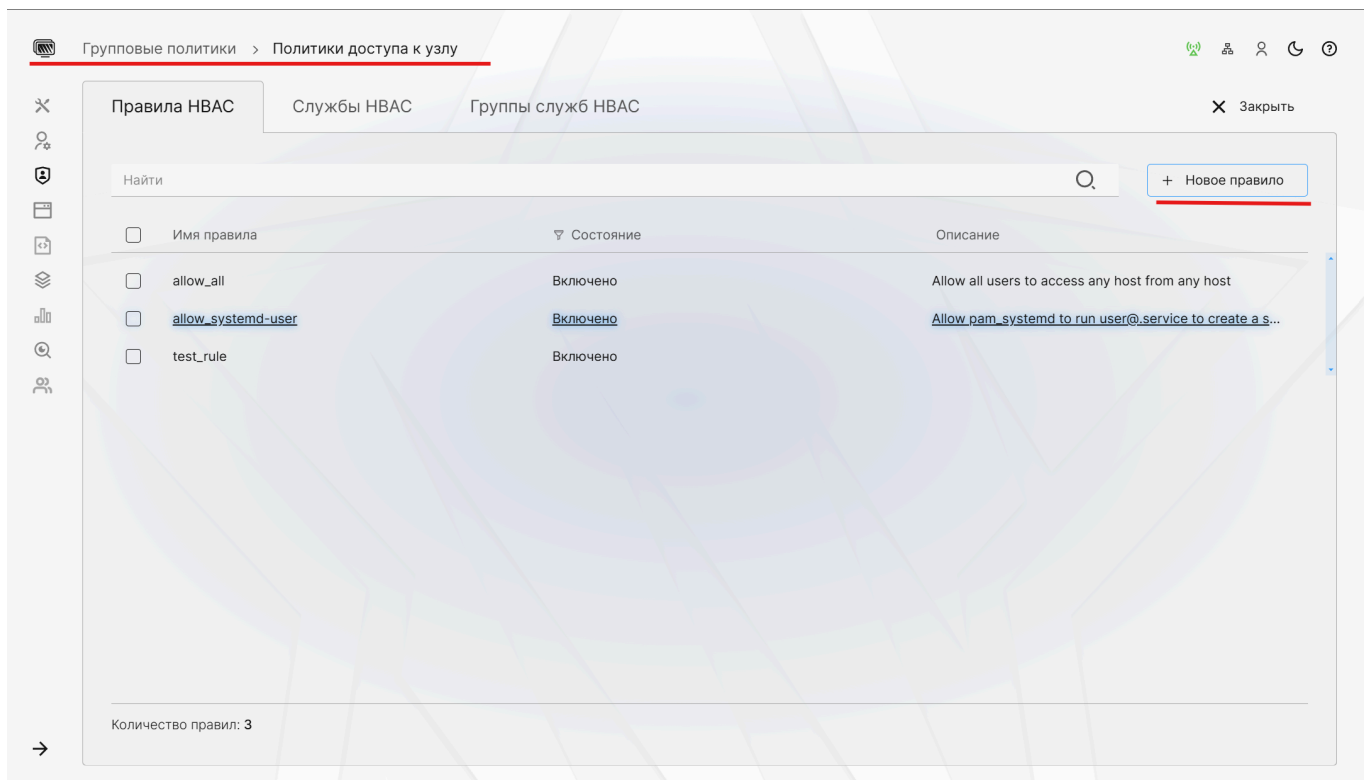 Групповые политики > Политики доступа к узлу
Правила HBAC Службы HBAC Группы служб HBAC Закрыть
Найти + Новое правило
Имя правила Состояние Описание
allow_all Включено Allow all users to access any host from any host
allow_systemd-user Включено Allow pam_systemd to run user@.service to create a s...
test_rule Включено
Количество правил: 3